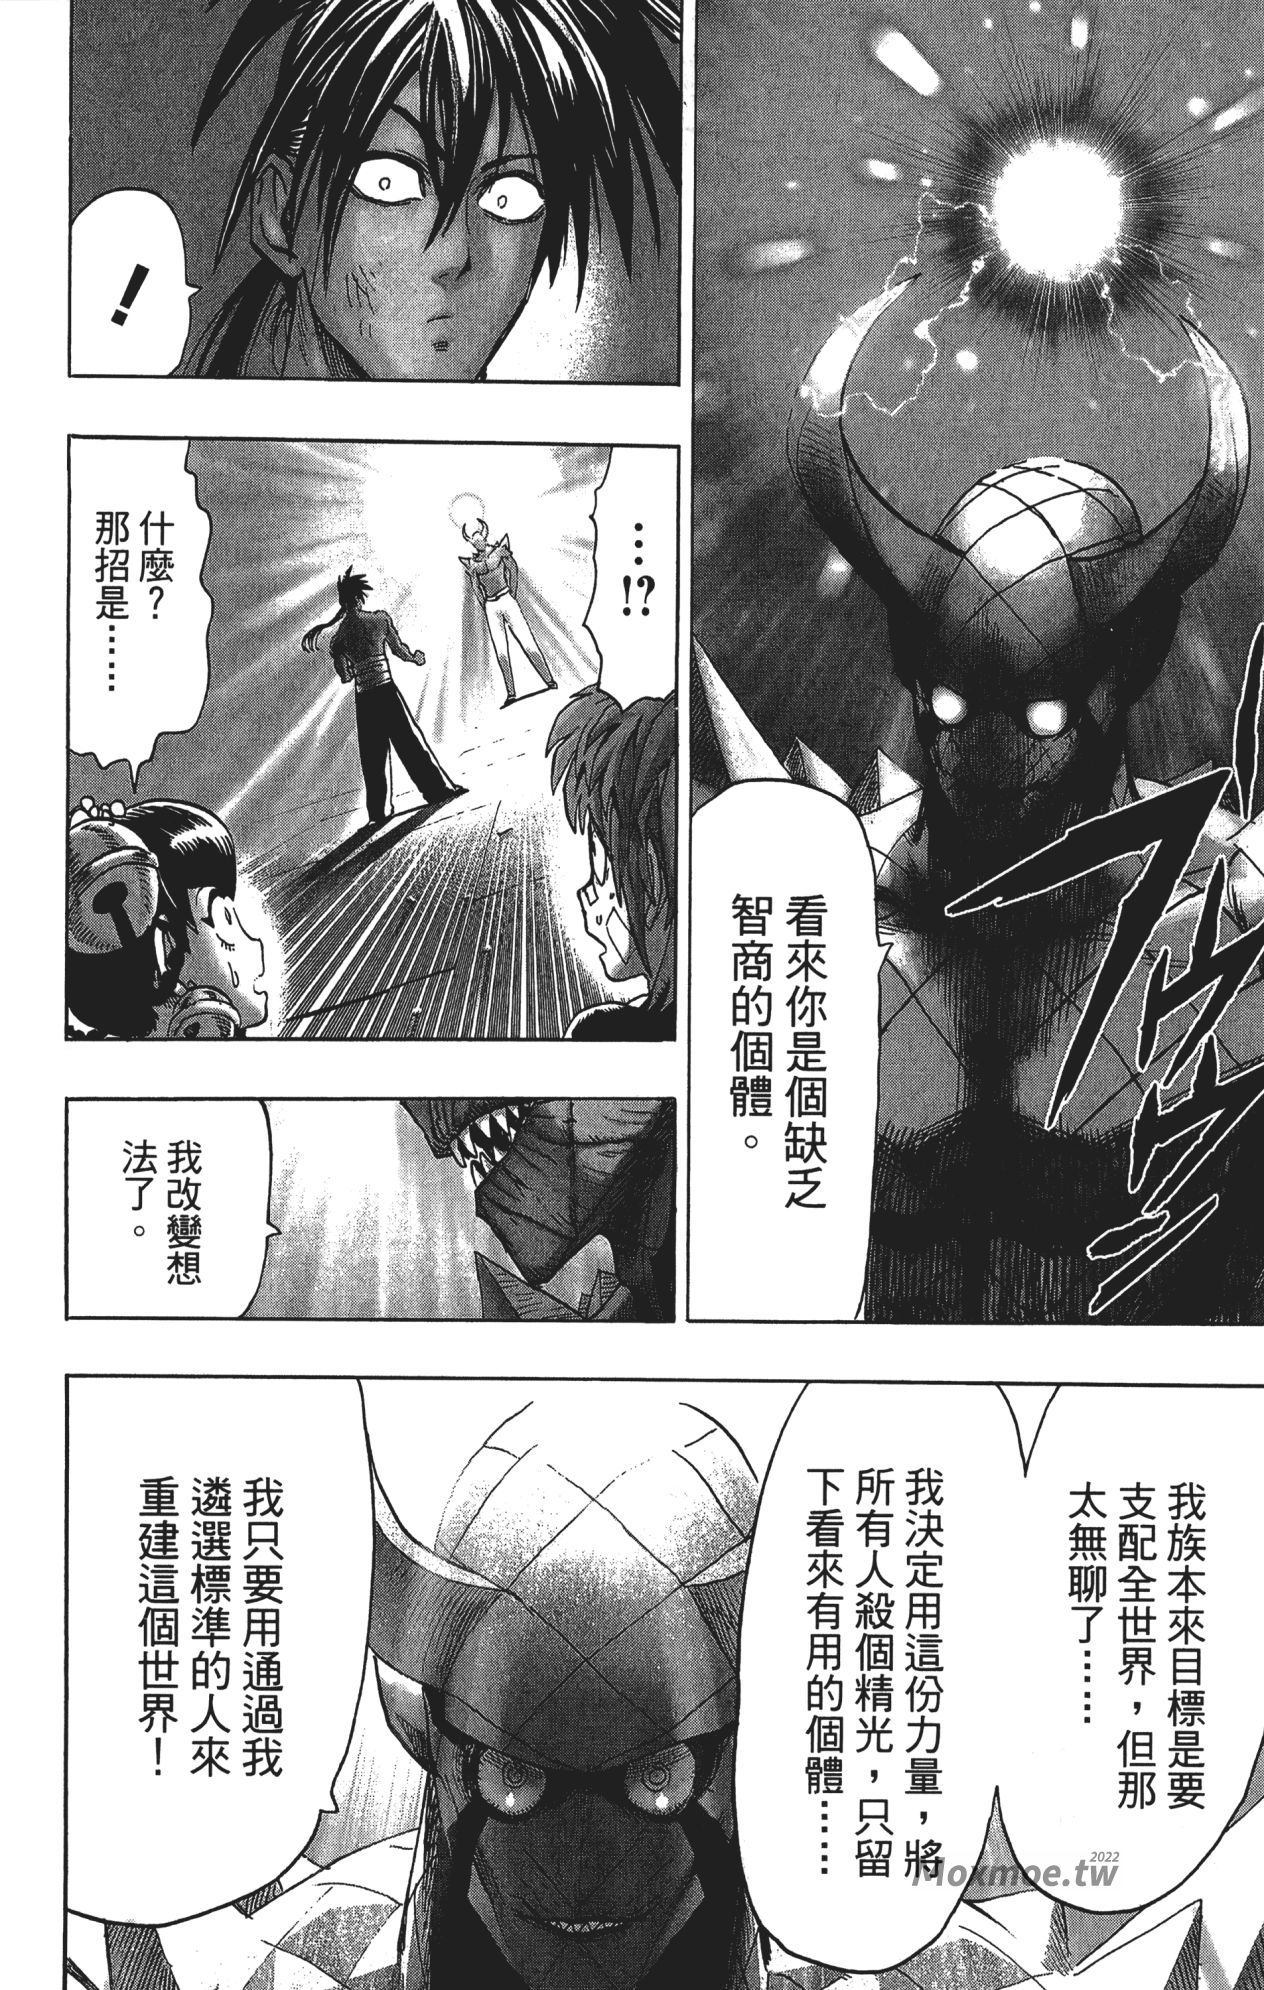 看來你是個缺乏
智商的個體。
!
…!?
什麼?
那招是……
我改變想
法了。
我族本來目標是要
支配全世界,但那
太無聊了……
我決定用這份力量,將
所有人殺個精光,只留
下看來有用的個體……
我只要用通過我
遴選標準的人來
重建這個世界!
2022
Moxmoe.tw